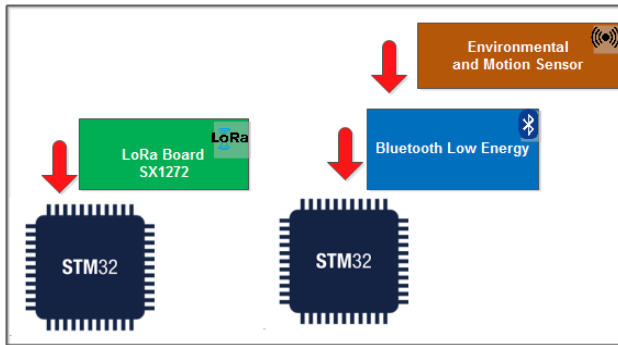 Environmental
and Motion Sensor
LoRa
LoRa Board
SX1272
Bluetooth Low Energy
STM32
STM32